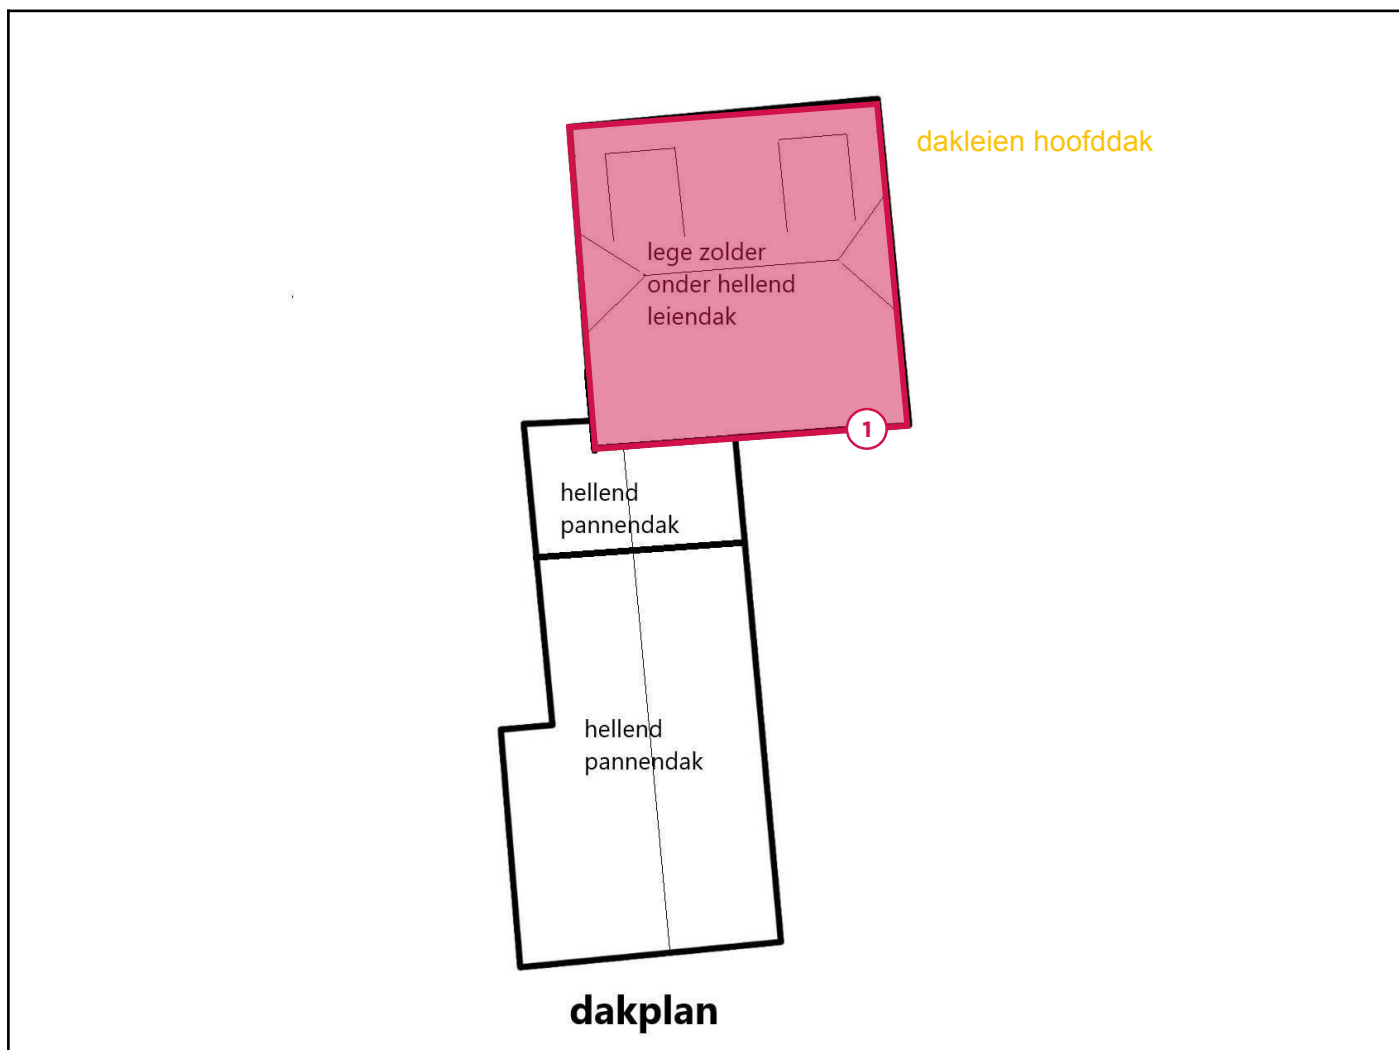 dakleien hoofddak
lege zolder
onder hellend
leiendak
1
hellend
pannendak
hellend
pannendak
dakplan